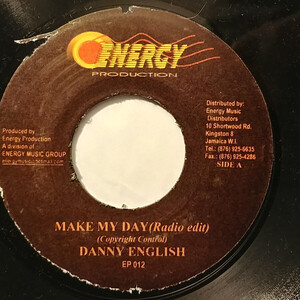 ENERGY
PRODUCTION
Produced by
Energy Production
A division of
ENERGY MUSIC GROUP
Distributed by:
Energy Music
Distributors
10 Shortwood Rd.
Kingston 8
Jamaica W.I.
Tel: (876) 925-6635
Fax: (876) 925-4286
SIDE A
MAKE MY DAY (Radio edit)
(Copyright Control)
DANNY ENGLISH
EP 012